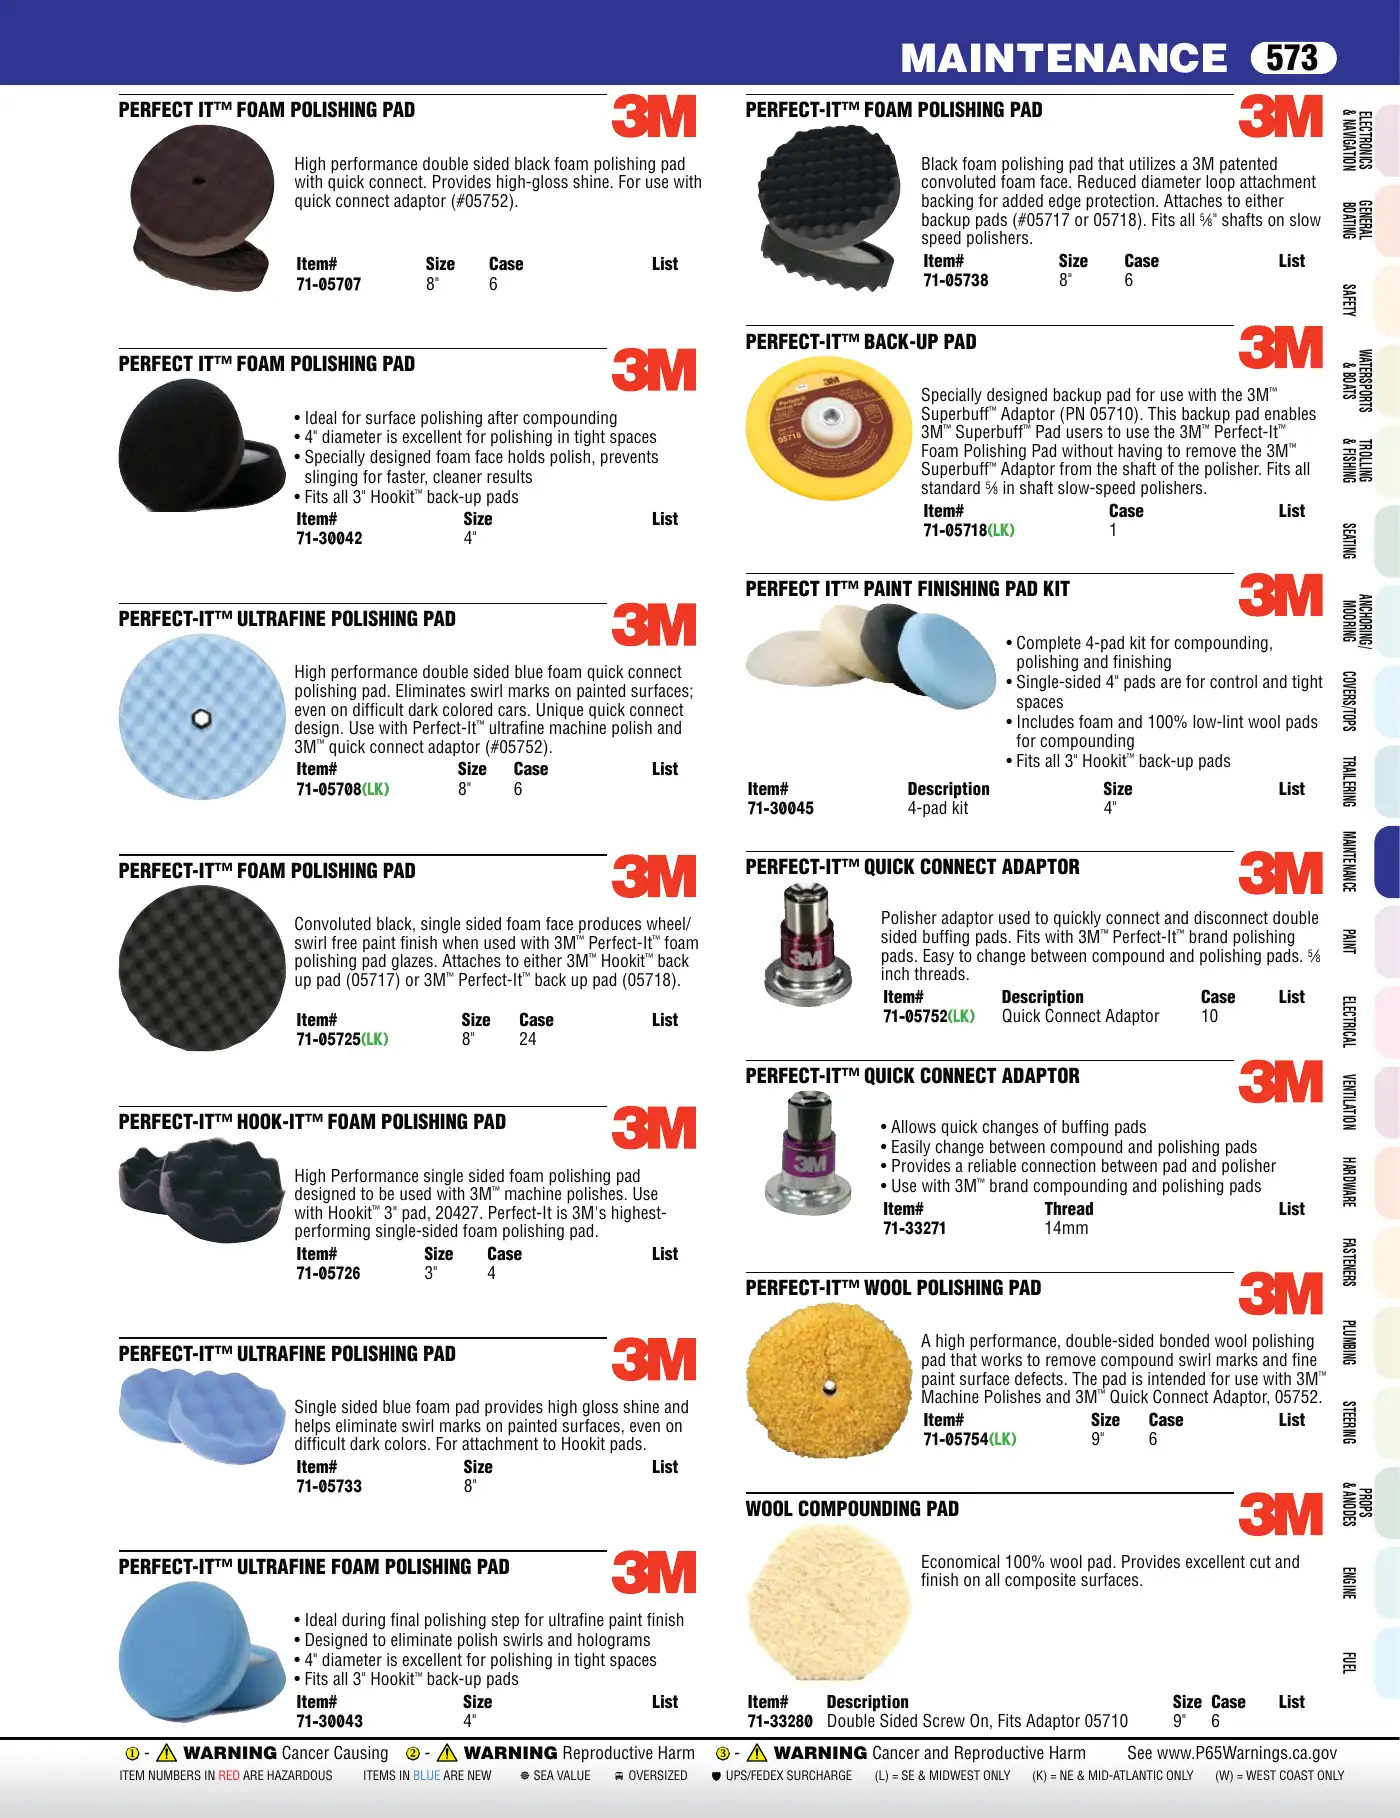 MAINTENANCE 573
PERFECT IT™ FOAM POLISHING PAD
3M
High performance double sided black foam polishing pad
with quick connect. Provides high-gloss shine. For use with
quick connect adaptor (#05752).
Item# Size Case List
71-05707 8" 6
PERFECT IT™ FOAM POLISHING PAD
3M
• Ideal for surface polishing after compounding
• 4" diameter is excellent for polishing in tight spaces
• Specially designed foam face holds polish, prevents
slinging for faster, cleaner results
• Fits all 3" Hookit™ back-up pads
Item# Size List
71-30042 4"
PERFECT-IT™ ULTRAFINE POLISHING PAD
3M
High performance double sided blue foam quick connect
polishing pad. Eliminates swirl marks on painted surfaces;
even on difficult dark colored cars. Unique quick connect
design. Use with Perfect-It™ ultrafine machine polish and
3M™ quick connect adaptor (#05752).
Item# Size Case List
71-05708(LK) 8" 6
PERFECT-IT™ FOAM POLISHING PAD
3M
Convoluted black, single sided foam face produces wheel/
swirl free paint finish when used with 3M™ Perfect-It™ foam
polishing pad glazes. Attaches to either 3M™ Hookit™ back
up pad (05717) or 3M™ Perfect-It™ back up pad (05718).
Item# Size Case List
71-05725(LK) 8" 24
PERFECT-IT™ HOOK-IT™ FOAM POLISHING PAD
3M
High Performance single sided foam polishing pad
designed to be used with 3M™ machine polishes. Use
with Hookit™ 3" pad, 20427. Perfect-It is 3M's highest-
performing single-sided foam polishing pad.
Item# Size Case List
71-05726 3" 4
PERFECT-IT™ ULTRAFINE POLISHING PAD
3M
Single sided blue foam pad provides high gloss shine and
helps eliminate swirl marks on painted surfaces, even on
difficult dark colors. For attachment to Hookit pads.
Item# Size List
71-05733 8"
PERFECT-IT™ ULTRAFINE FOAM POLISHING PAD
3M
• Ideal during final polishing step for ultrafine paint finish
• Designed to eliminate polish swirls and holograms
• 4" diameter is excellent for polishing in tight spaces
• Fits all 3" Hookit™ back-up pads
Item# Size List
71-30043 4"
PERFECT-IT™ FOAM POLISHING PAD
3M
Black foam polishing pad that utilizes a 3M patented
convoluted foam face. Reduced diameter loop attachment
backing for added edge protection. Attaches to either
backup pads (#05717 or 05718). Fits all ⅝" shafts on slow
speed polishers.
Item# Size Case List
71-05738 8" 6
PERFECT-IT™ BACK-UP PAD
3M
3M
Perfect-It
05718
Specially designed backup pad for use with the 3M™
Superbuff™ Adaptor (PN 05710). This backup pad enables
3M™ Superbuff™ Pad users to use the 3M™ Perfect-It™
Foam Polishing Pad without having to remove the 3M™
Superbuff™ Adaptor from the shaft of the polisher. Fits all
standard ⅝ in shaft slow-speed polishers.
Item# Case List
71-05718(LK) 1
PERFECT IT™ PAINT FINISHING PAD KIT
3M
• Complete 4-pad kit for compounding,
polishing and finishing
• Single-sided 4" pads are for control and tight
spaces
• Includes foam and 100% low-lint wool pads
for compounding
• Fits all 3" Hookit™ back-up pads
Item# Description Size List
71-30045 4-pad kit 4"
PERFECT-IT™ QUICK CONNECT ADAPTOR
3M
3M
Polisher adaptor used to quickly connect and disconnect double
sided buffing pads. Fits with 3M™ Perfect-It™ brand polishing
pads. Easy to change between compound and polishing pads. ⅝
inch threads.
Item# Description Case List
71-05752(LK) Quick Connect Adaptor 10
PERFECT-IT™ QUICK CONNECT ADAPTOR
3M
3M
• Allows quick changes of buffing pads
• Easily change between compound and polishing pads
• Provides a reliable connection between pad and polisher
• Use with 3M™ brand compounding and polishing pads
Item# Thread List
71-33271 14mm
PERFECT-IT™ WOOL POLISHING PAD
3M
A high performance, double-sided bonded wool polishing
pad that works to remove compound swirl marks and fine
paint surface defects. The pad is intended for use with 3M™
Machine Polishes and 3M™ Quick Connect Adaptor, 05752.
Item# Size Case List
71-05754(LK) 9" 6
WOOL COMPOUNDING PAD
3M
Economical 100% wool pad. Provides excellent cut and
finish on all composite surfaces.
Item# Description Size Case List
71-33280 Double Sided Screw On, Fits Adaptor 05710 9" 6
ELECTRONICS
& NAVIGATION
GENERAL
BOATING
SAFETY
WATERSPORTS
& BOATS
TROLLING
& FISHING
SEATING
ANCHORING/
MOORING
COVERS/TOPS
TRAILERING
MAINTENANCE
PAINT
ELECTRICAL
VENTILATION
HARDWARE
FASTENERS
PLUMBING
STEERING
PROPS
& ANODES
ENGINE
FUEL
1 - ⚠ WARNING Cancer Causing 2 - ⚠ WARNING Reproductive Harm 3 - ⚠ WARNING Cancer and Reproductive Harm See www.P65Warnings.ca.gov
ITEM NUMBERS IN RED ARE HAZARDOUS ITEMS IN BLUE ARE NEW SEA VALUE OVERSIZED UPS/FEDEX SURCHARGE (L) = SE & MIDWEST ONLY (K) = NE & MID-ATLANTIC ONLY (W) = WEST COAST ONLY